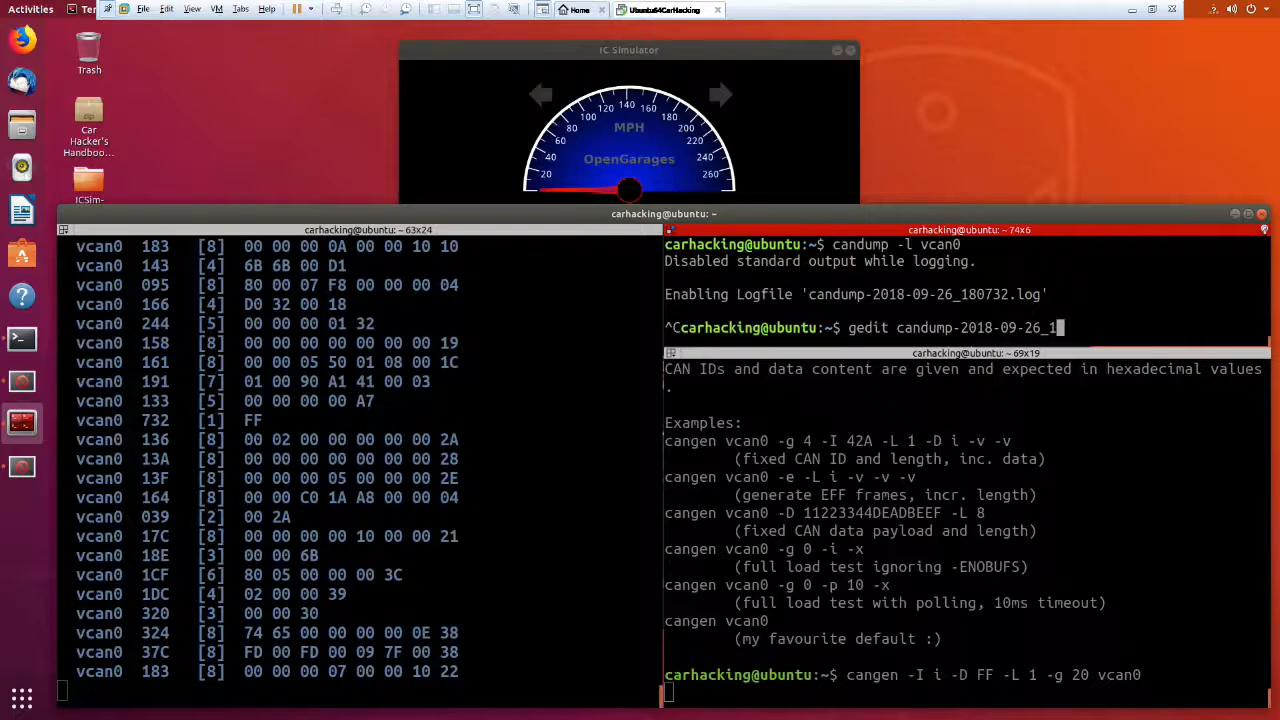 Activities
Ter
File Edit View VM Tabs Help
Home
Ubuntu64CarHacking
Trash
Car
Hacker's
Handboo...
ICSim-
IC Simulator
20 40 60 80 100 120 140 160 180 200 220 240 260
MPH
OpenGarages
carhacking@ubuntu: ~
carhacking@ubuntu: ~ 63x24
vcan0 183 [8] 00 00 00 0A 00 00 10 10
vcan0 143 [4] 6B 6B 00 D1
vcan0 095 [8] 80 00 07 F8 00 00 00 04
vcan0 166 [4] D0 32 00 18
vcan0 244 [5] 00 00 00 01 32
vcan0 158 [8] 00 00 00 00 00 00 00 19
vcan0 161 [8] 00 00 05 50 01 08 00 1C
vcan0 191 [7] 01 00 90 A1 41 00 03
vcan0 133 [5] 00 00 00 00 A7
vcan0 732 [1] FF
vcan0 136 [8] 00 02 00 00 00 00 00 2A
vcan0 13A [8] 00 00 00 00 00 00 00 28
vcan0 13F [8] 00 00 00 05 00 00 00 2E
vcan0 164 [8] 00 00 C0 1A A8 00 00 04
vcan0 039 [2] 00 2A
vcan0 17C [8] 00 00 00 00 10 00 00 21
vcan0 18E [3] 00 00 6B
vcan0 1CF [6] 80 05 00 00 00 3C
vcan0 1DC [4] 02 00 00 39
vcan0 320 [3] 00 00 30
vcan0 324 [8] 74 65 00 00 00 00 0E 38
vcan0 37C [8] FD 00 FD 00 09 7F 00 38
vcan0 183 [8] 00 00 00 07 00 00 10 22
carhacking@ubuntu: ~ 74x6
carhacking@ubuntu:~$ candump -l vcan0
Disabled standard output while logging.
Enabling Logfile 'candump-2018-09-26_180732.log'
^Ccarhacking@ubuntu:~$ gedit candump-2018-09-26_1
carhacking@ubuntu: ~ 69x19
CAN IDs and data content are given and expected in hexadecimal values
.
Examples:
cangen vcan0 -g 4 -I 42A -L 1 -D i -v -v
(fixed CAN ID and length, inc. data)
cangen vcan0 -e -L i -v -v -v
(generate EFF frames, incr. length)
cangen vcan0 -D 11223344DEADBEEF -L 8
(fixed CAN data payload and length)
cangen vcan0 -g 0 -i -x
(full load test ignoring -ENOBUFS)
cangen vcan0 -g 0 -p 10 -x
(full load test with polling, 10ms timeout)
cangen vcan0
(my favourite default :)
carhacking@ubuntu:~$ cangen -I i -D FF -L 1 -g 20 vcan0